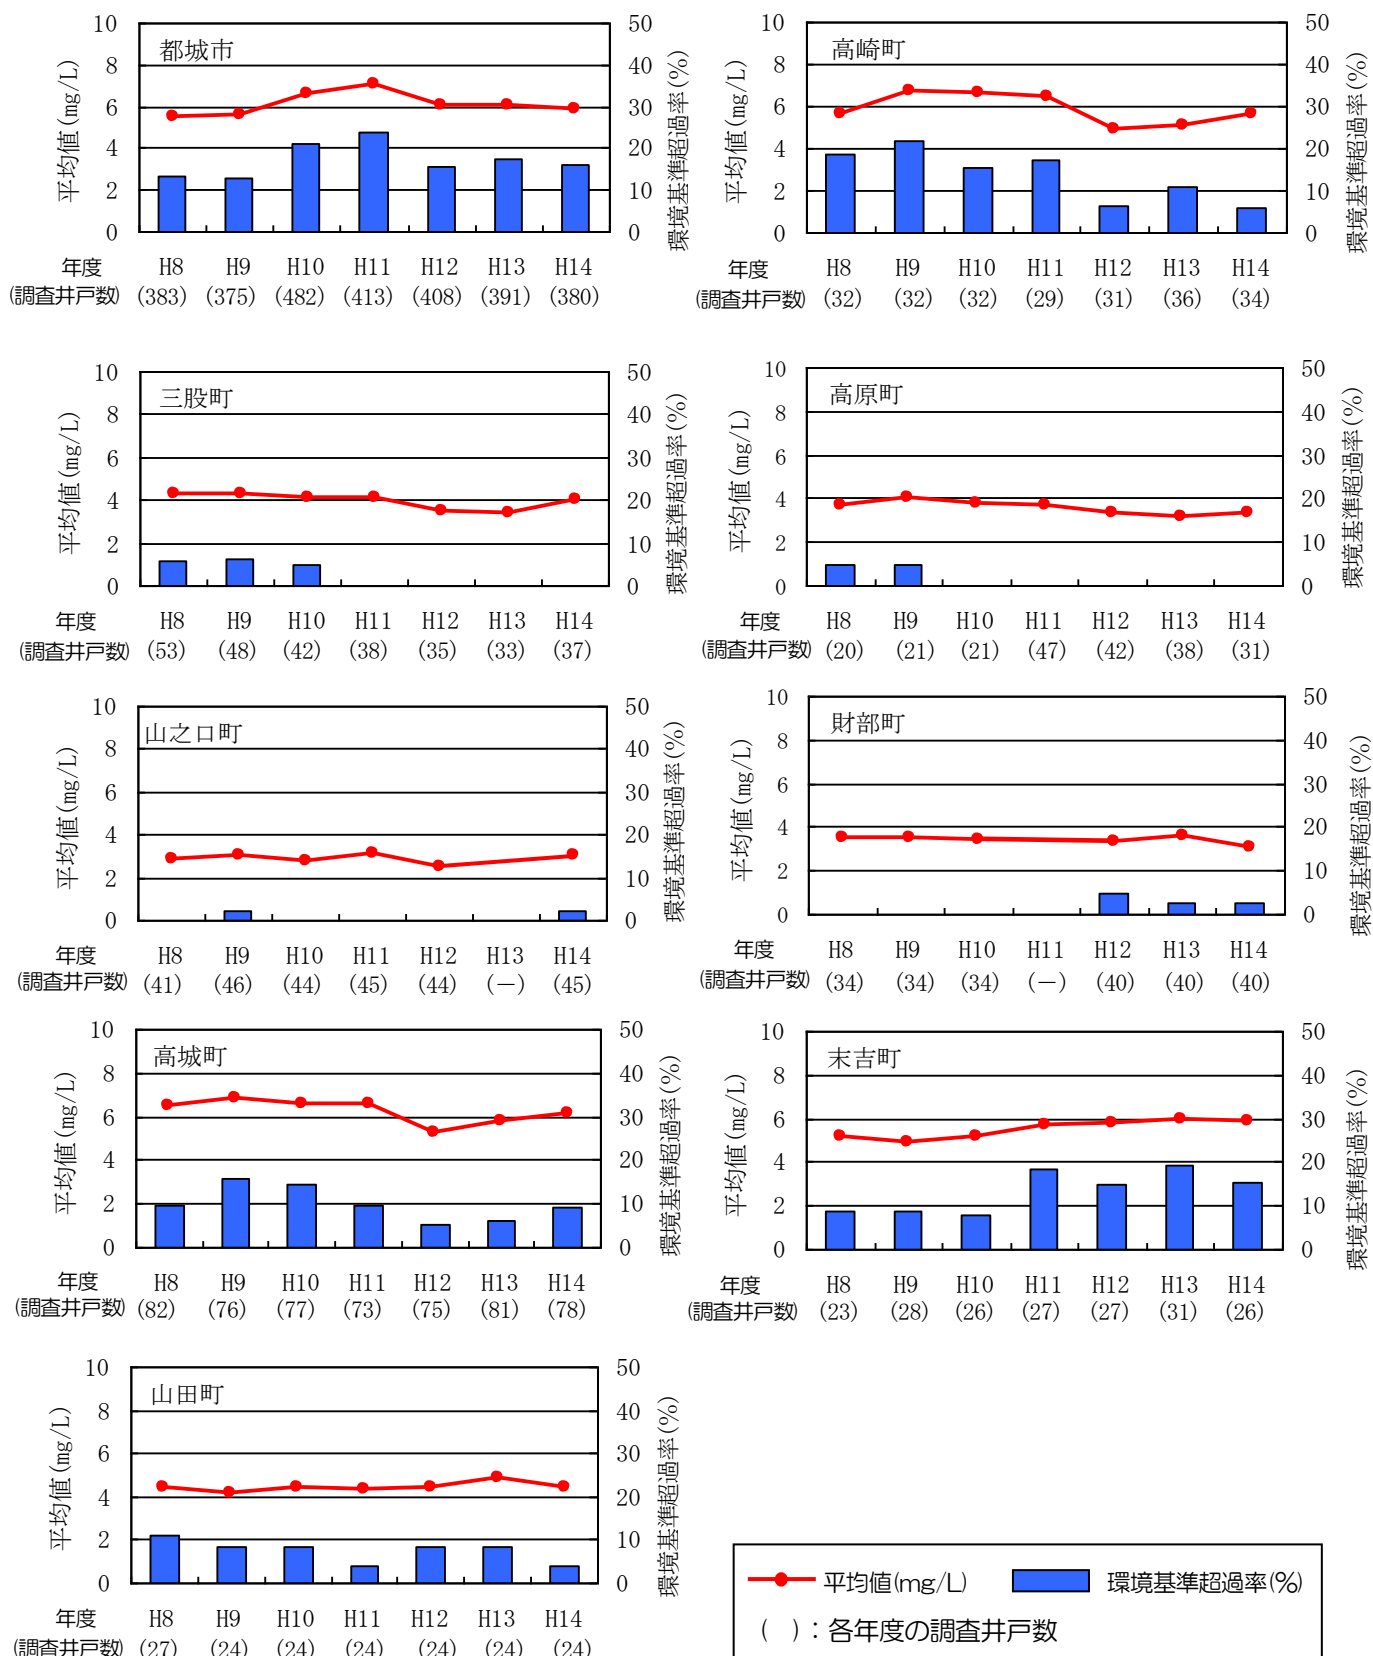 都城市
平均値(mg/L)
10
8
6
4
2
0
50
40
30
20
10
0
環境基準超過率(%)
年度 H8 H9 H10 H11 H12 H13 H14
(調査井戸数) (383) (375) (482) (413) (408) (391) (380)
高崎町
平均値(mg/L)
10
8
6
4
2
0
50
40
30
20
10
0
環境基準超過率(%)
年度 H8 H9 H10 H11 H12 H13 H14
(調査井戸数) (32) (32) (32) (29) (31) (36) (34)
三股町
平均値(mg/L)
10
8
6
4
2
0
50
40
30
20
10
0
環境基準超過率(%)
年度 H8 H9 H10 H11 H12 H13 H14
(調査井戸数) (53) (48) (42) (38) (35) (33) (37)
高原町
平均値(mg/L)
10
8
6
4
2
0
50
40
30
20
10
0
環境基準超過率(%)
年度 H8 H9 H10 H11 H12 H13 H14
(調査井戸数) (20) (21) (21) (47) (42) (38) (31)
山之口町
平均値(mg/L)
10
8
6
4
2
0
50
40
30
20
10
0
環境基準超過率(%)
年度 H8 H9 H10 H11 H12 H13 H14
(調査井戸数) (41) (46) (44) (45) (44) (－) (45)
財部町
平均値(mg/L)
10
8
6
4
2
0
50
40
30
20
10
0
環境基準超過率(%)
年度 H8 H9 H10 H11 H12 H13 H14
(調査井戸数) (34) (34) (34) (－) (40) (40) (40)
高城町
平均値(mg/L)
10
8
6
4
2
0
50
40
30
20
10
0
環境基準超過率(%)
年度 H8 H9 H10 H11 H12 H13 H14
(調査井戸数) (82) (76) (77) (73) (75) (81) (78)
末吉町
平均値(mg/L)
10
8
6
4
2
0
50
40
30
20
10
0
環境基準超過率(%)
年度 H8 H9 H10 H11 H12 H13 H14
(調査井戸数) (23) (28) (26) (27) (27) (31) (26)
山田町
平均値(mg/L)
10
8
6
4
2
0
50
40
30
20
10
0
環境基準超過率(%)
年度 H8 H9 H10 H11 H12 H13 H14
(調査井戸数) (27) (24) (24) (24) (24) (24) (24)
平均値(mg/L) 環境基準超過率(%)
( )：各年度の調査井戸数